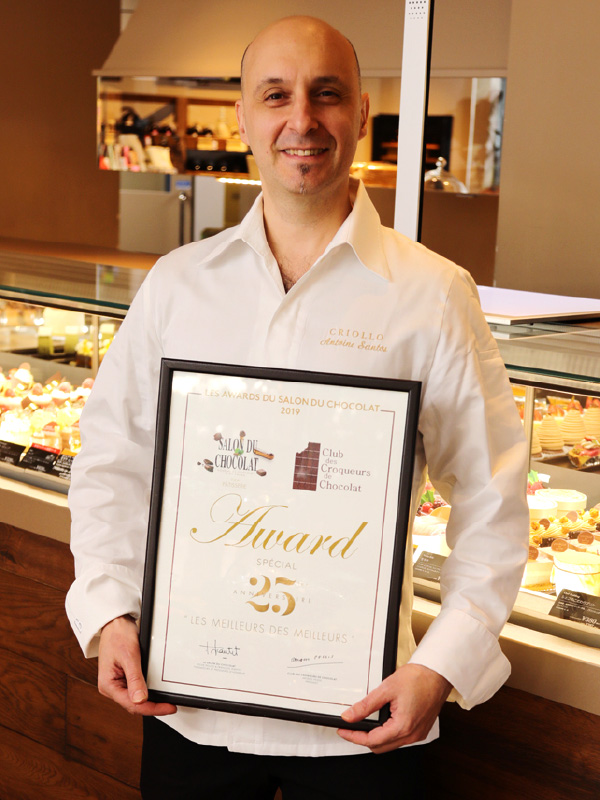 CRIOLLO
Antoine Santos
LES AWARDS DU SALON DU CHOCOLAT
2019
SALON DU
CHOCOLAT
Club
des
Croqueurs
de
Chocolat
Award
SPÉCIAL
25
ANNIVERSAIRE
"LES MEILLEURS DES MEILLEURS"